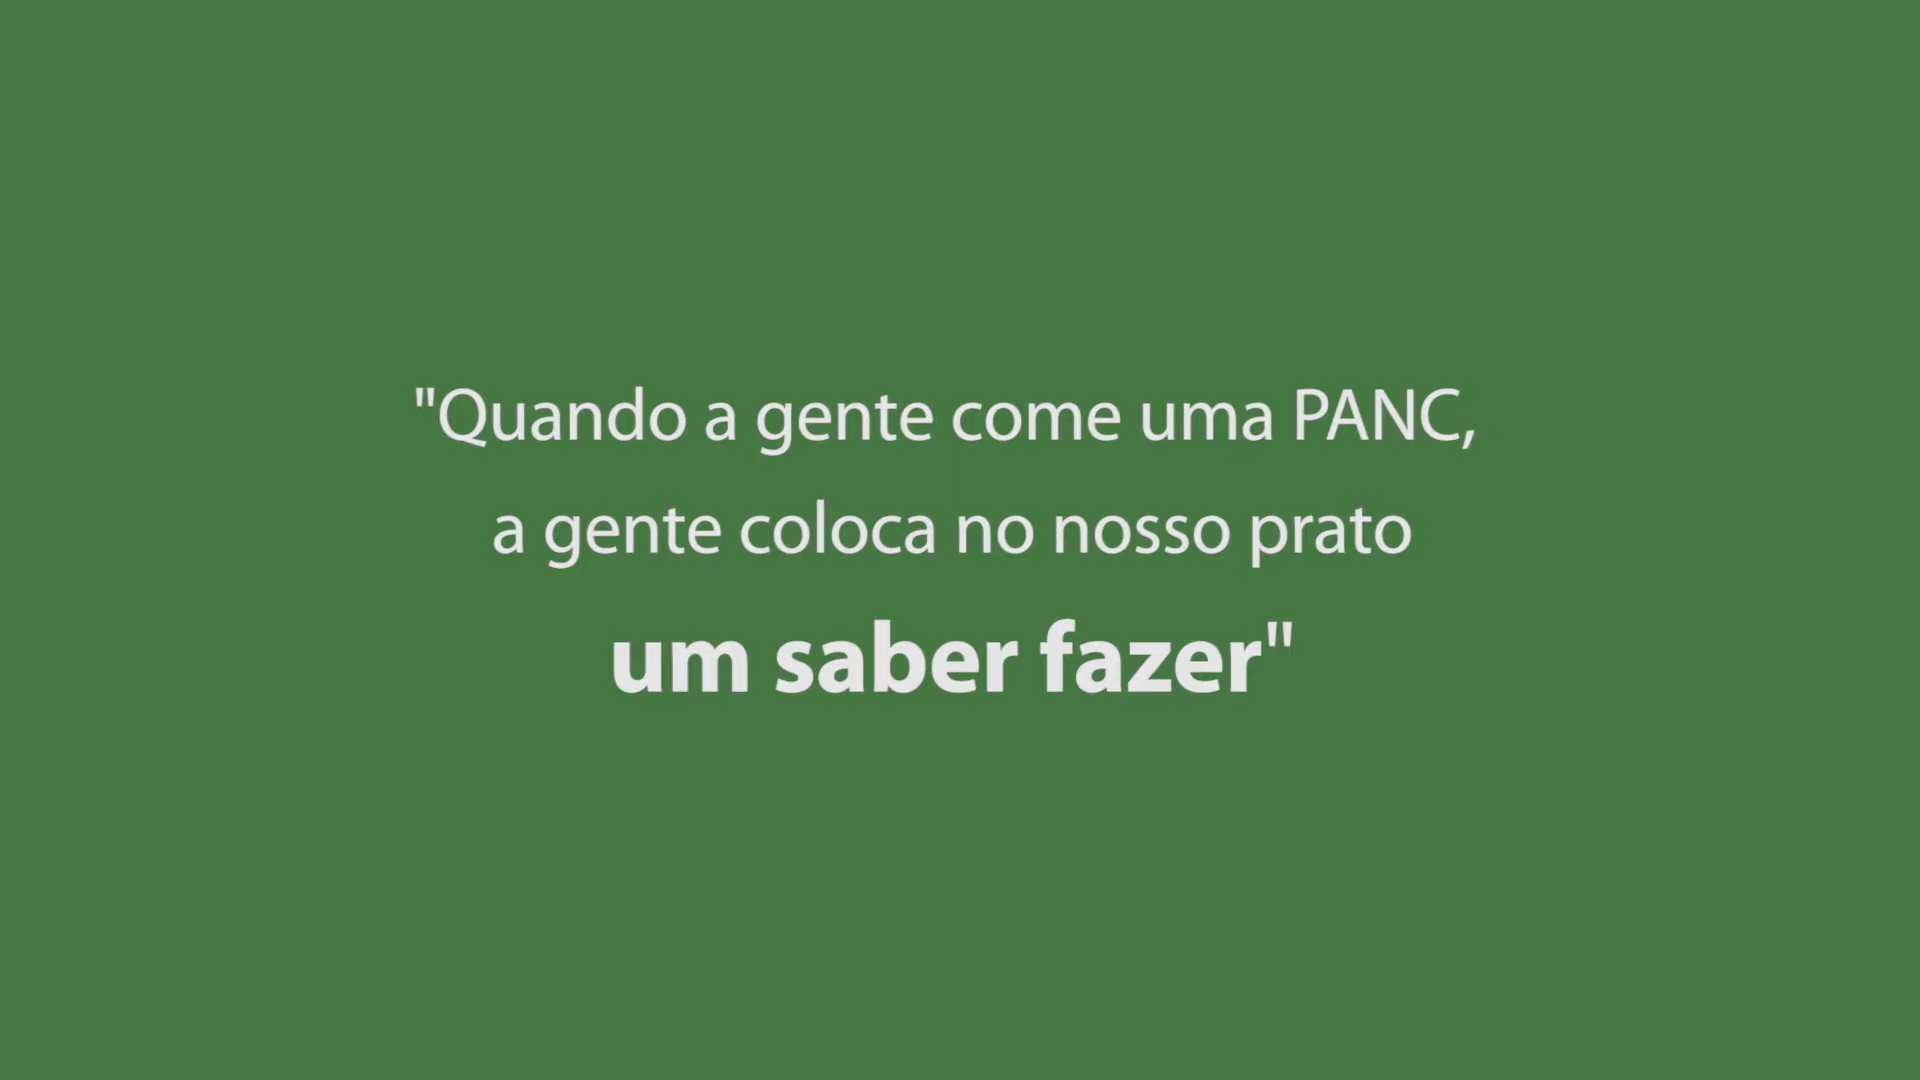 "Quando a gente come uma PANC,
a gente coloca no nosso prato
um saber fazer"